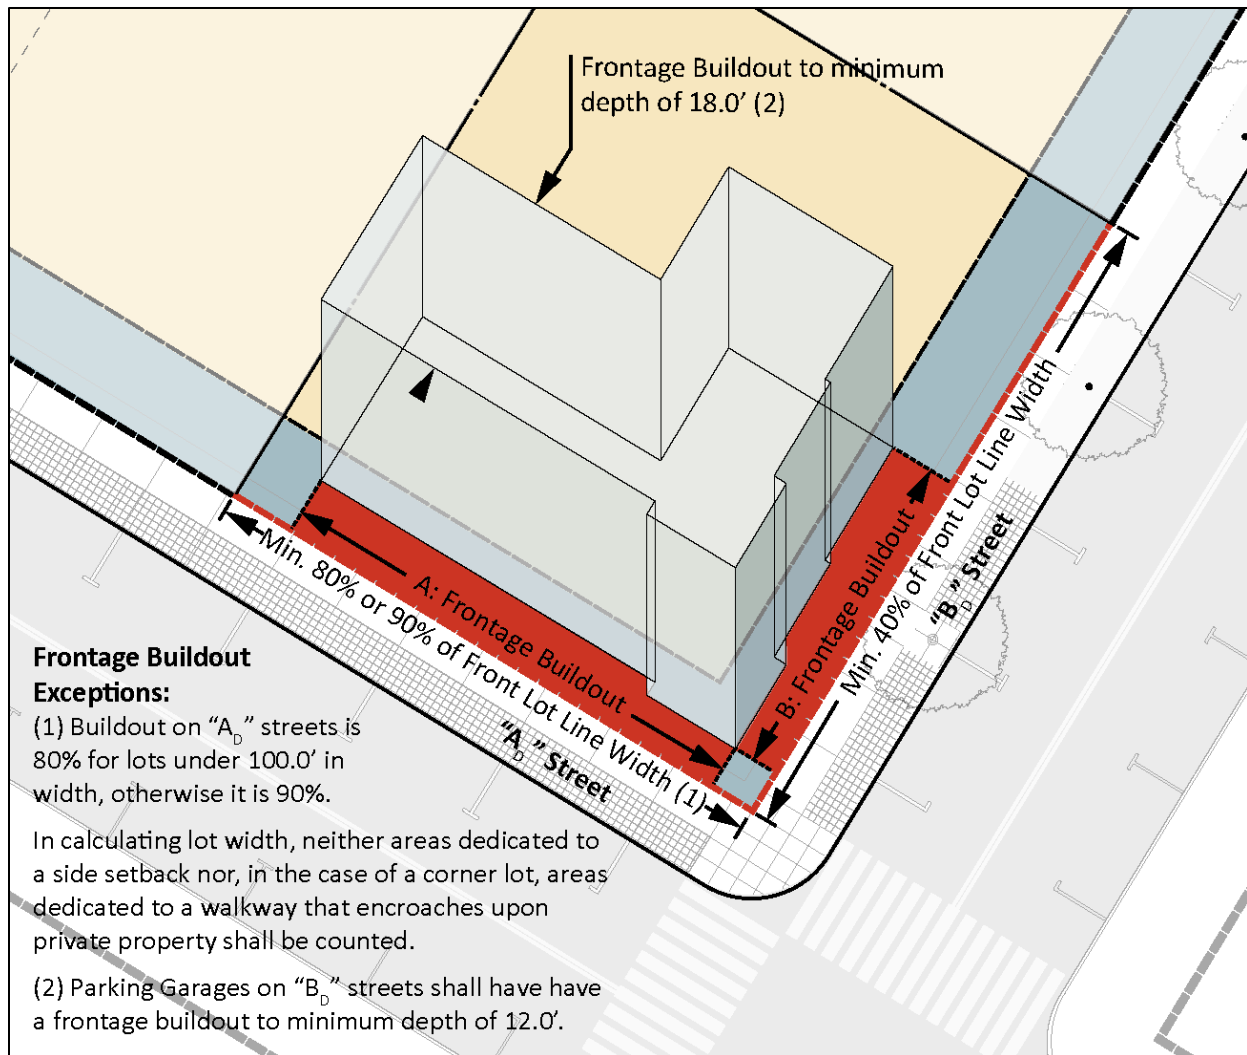 Frontage Buildout to minimum
depth of 18.0’ (2)
Min. 40% of Front Lot Line Width
“B_D” Street
B: Frontage Buildout
A: Frontage Buildout
Min. 80% or 90% of Front Lot Line Width (1)
“A_D” Street
Frontage Buildout
Exceptions:
(1) Buildout on “A_D” streets is
80% for lots under 100.0’ in
width, otherwise it is 90%.
In calculating lot width, neither areas dedicated to
a side setback nor, in the case of a corner lot, areas
dedicated to a walkway that encroaches upon
private property shall be counted.
(2) Parking Garages on “B_D” streets shall have have
a frontage buildout to minimum depth of 12.0’.